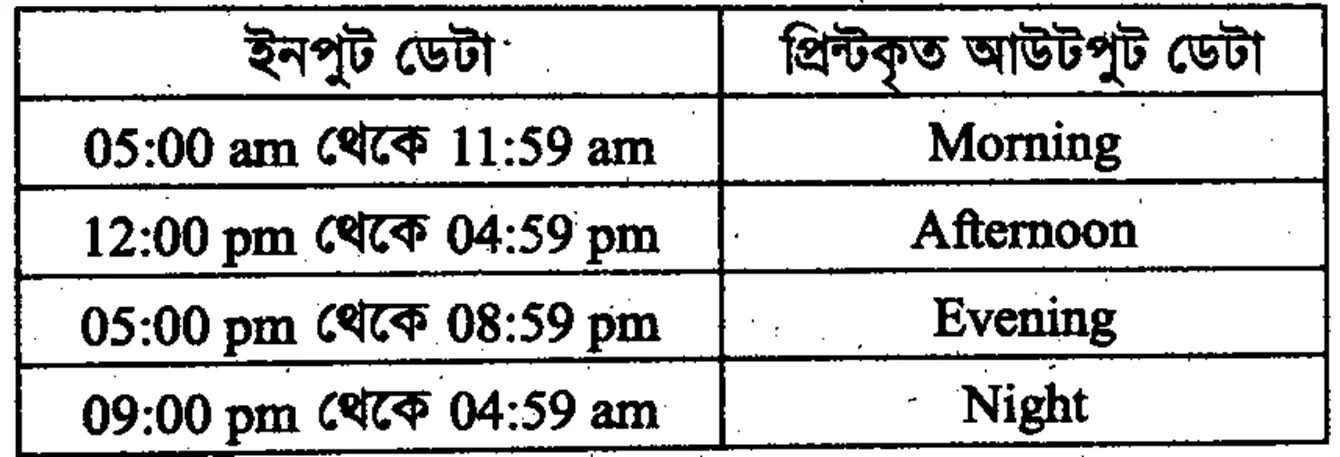 ইনপুট ডেটা প্রিন্টকৃত আউটপুট ডেটা
05:00 am থেকে 11:59 am Morning
12:00 pm থেকে 04:59 pm Afternoon
05:00 pm থেকে 08:59 pm Evening
09:00 pm থেকে 04:59 am Night